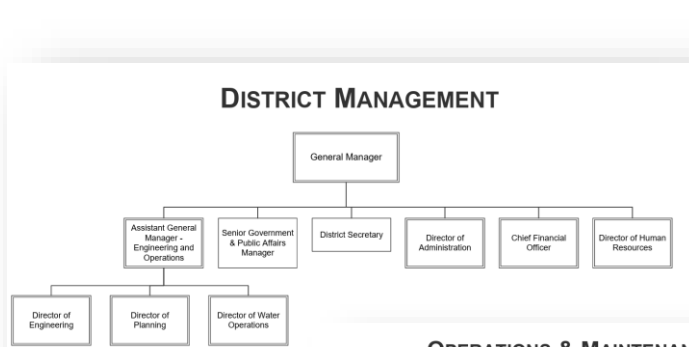 DISTRICT MANAGEMENT
General Manager
Assistant General
Manager -
Engineering and
Operations
Senior Government
& Public Affairs
Manager
District Secretary
Director of
Administration
Chief Financial
Officer
Director of Human
Resources
Director of
Engineering
Director of
Planning
Director of Water
Operations
OPERATIONS &